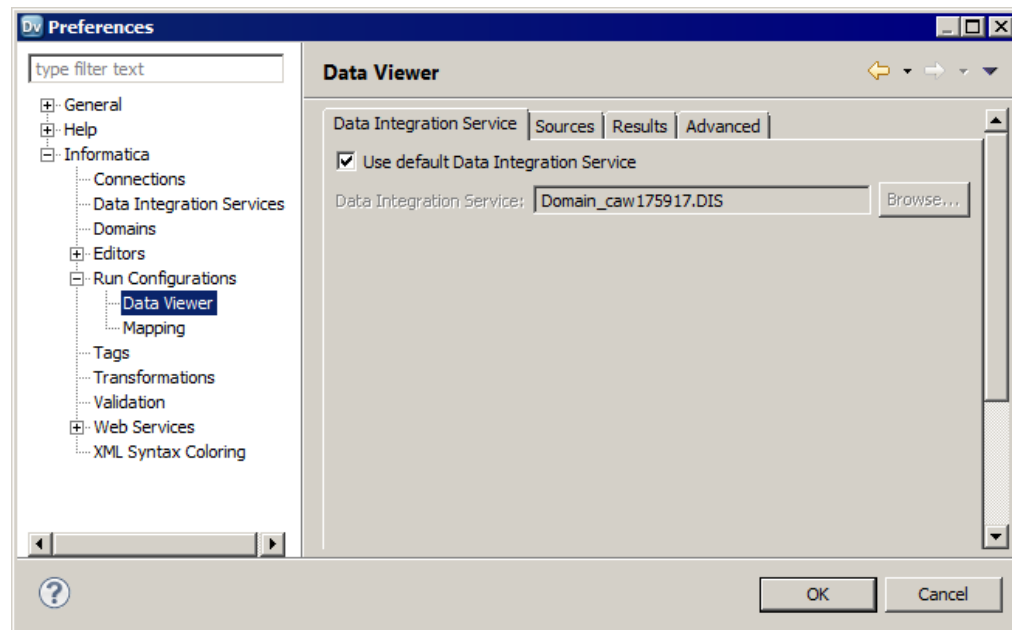 Dv Preferences
type filter text
General
Help
Informatica
Connections
Data Integration Services
Domains
Editors
Run Configurations
Data Viewer
Mapping
Tags
Transformations
Validation
Web Services
XML Syntax Coloring
Data Viewer
Data Integration Service Sources Results Advanced
Use default Data Integration Service
Data Integration Service: Domain_caw175917.DIS Browse...
? OK Cancel